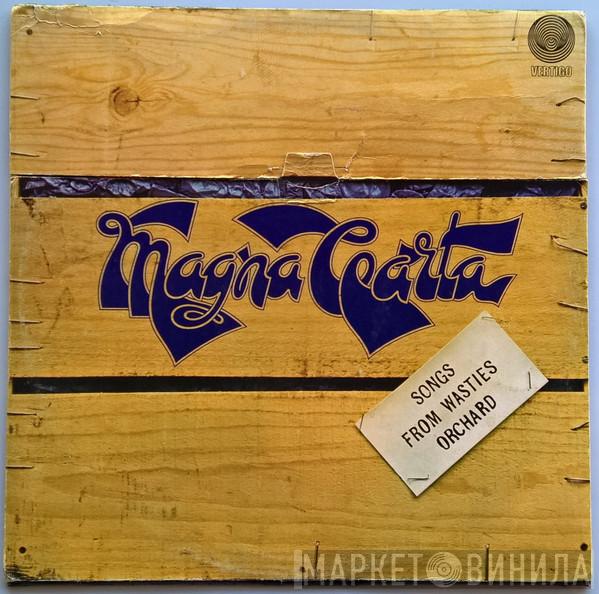 VERTIGO
Magna Carta
SONGS
FROM WASTIES
ORCHARD
МАРКЕТ ВИНИЛА